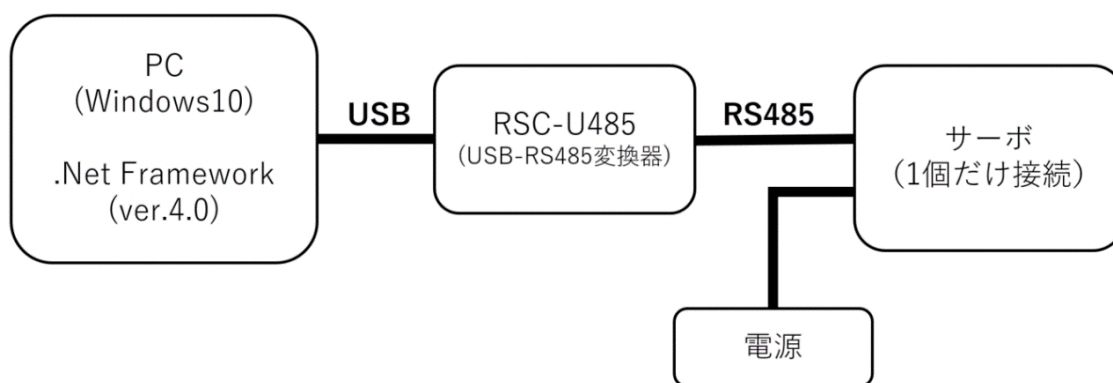 PC
(Windows10)
.Net Framework
(ver.4.0)
USB
RSC-U485
(USB-RS485変換器)
RS485
サーボ
(1個だけ接続)
電源